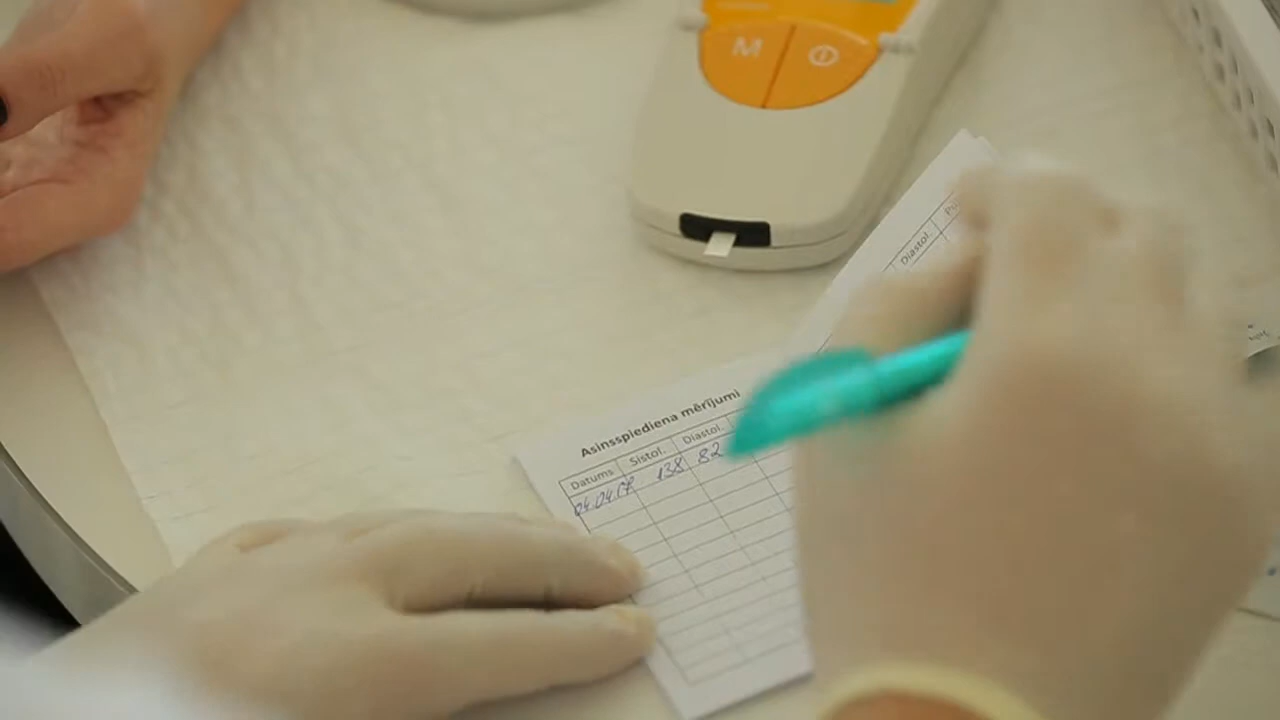 M
Diastol.
Asinsspiediena mērījumi
Datums Sistol. Diastol.
04.04.17 138 82